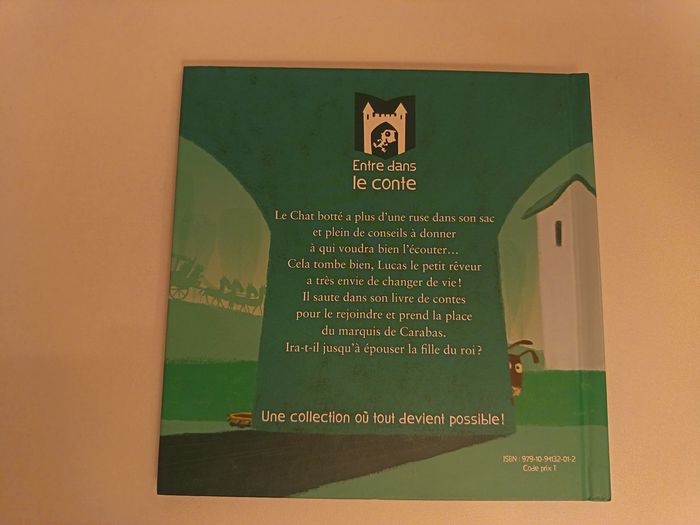 Entre dans
le conte
Le Chat botté a plus d'une ruse dans son sac
et plein de conseils à donner
à qui voudra bien l'écouter...
Cela tombe bien, Lucas le petit rêveur
a très envie de changer de vie !
Il saute dans son livre de contes
pour le rejoindre et prend la place
du marquis de Carabas.
Ira-t-il jusqu'à épouser la fille du roi ?
Une collection où tout devient possible !
ISBN : 979-10-94132-01-2
Code prix 1